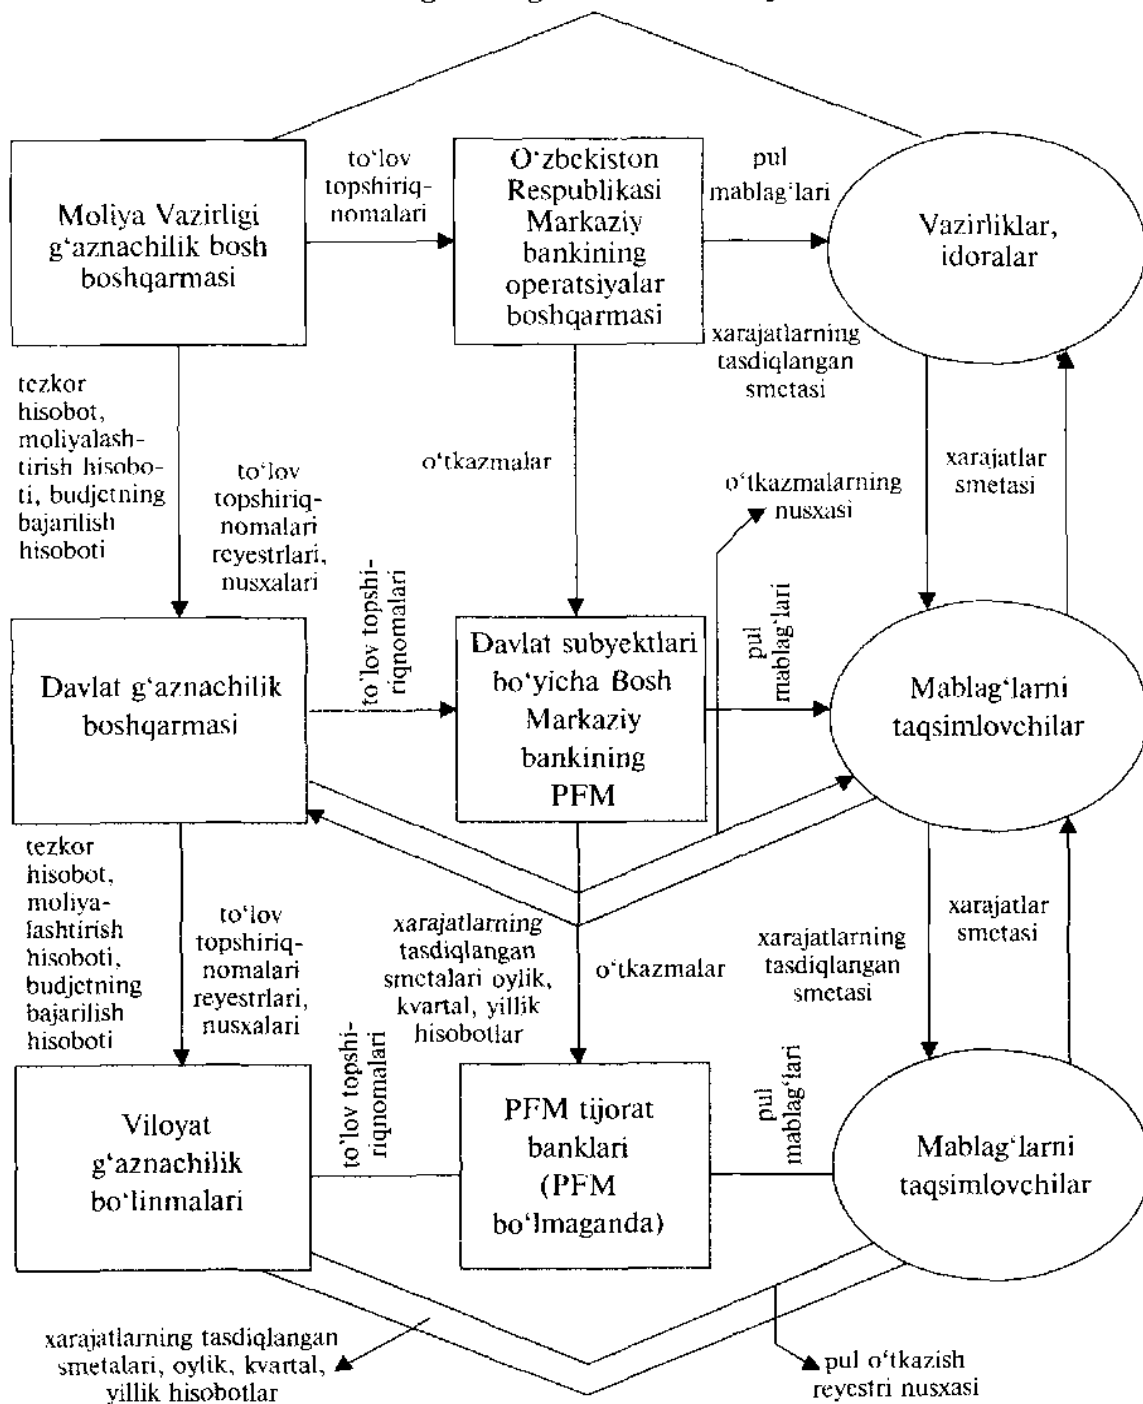 Moliya Vazirligi
g‘aznachilik bosh
boshqarmasi
to‘lov
topshiriq-
nomalari
O‘zbekiston
Respublikasi
Markaziy
bankining
operatsiyalar
boshqarmasi
pul
mablag‘lari
Vazirliklar,
idoralar
tezkor
hisobot,
moliyalash-
tirish hisobo-
ti, budjetning
bajarilish
hisoboti
to‘lov
topshiriq-
nomalari
reyestrlari,
nusxalari
o‘tkazmalar
xarajatlarning
tasdiqlangan
smetasi
o‘tkazmalarning
nusxasi
xarajatlar
smetasi
Davlat g‘aznachilik
boshqarmasi
to‘lov topshi-
riqnomalari
Davlat subyektlari
bo‘yicha Bosh
Markaziy
bankining
PFM
pul
mablag‘lari
Mablag‘larni
taqsimlovchilar
tezkor
hisobot,
moliya-
lashtirish
hisoboti,
budjetning
bajarilish
hisoboti
to‘lov
topshiriq-
nomalari
reyestrlari,
nusxalari
xarajatlarning
tasdiqlangan
smetalari oylik,
kvartal, yillik
hisobotlar
o‘tkazmalar
xarajatlarning
tasdiqlangan
smetasi
xarajatlar
smetasi
Viloyat
g‘aznachilik
bo‘linmalari
to‘lov topshi-
riqnomalari
PFM tijorat
banklari
(PFM
bo‘lmaganda)
pul
mablag‘lari
Mablag‘larni
taqsimlovchilar
xarajatlarning tasdiqlangan
smetalari, oylik, kvartal,
yillik hisobotlar
pul o‘tkazish
reyestri nusxasi